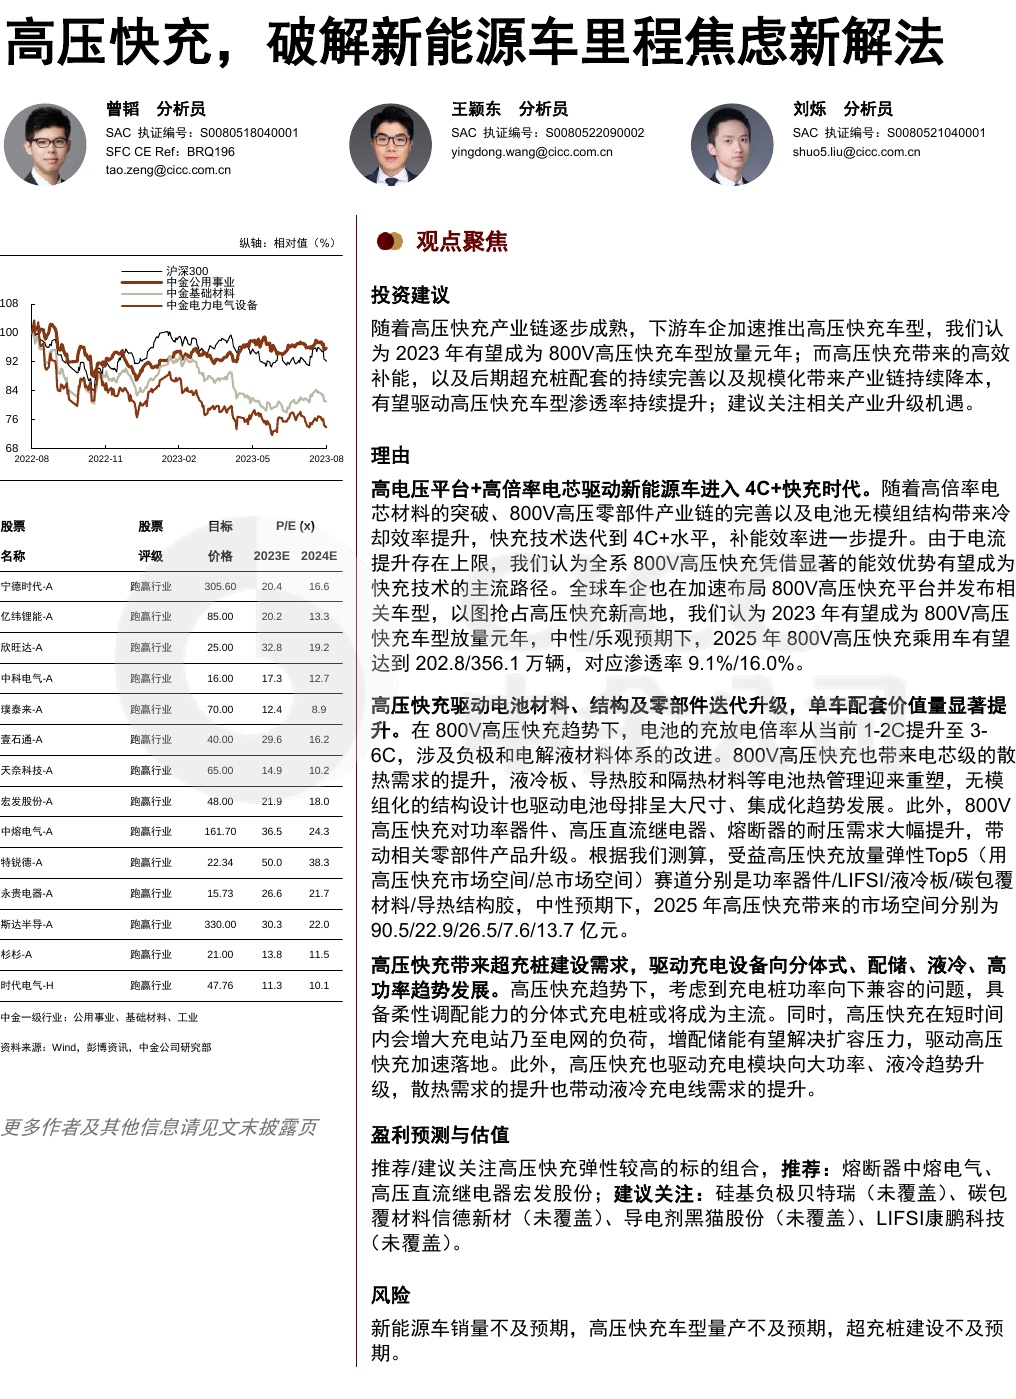 高压快充，破解新能源车里程焦虑新解法
曾韬 分析员
SAC 执证编号：S0080518040001
SFC CE Ref：BRQ196
tao.zeng@cicc.com.cn
王颖东 分析员
SAC 执证编号：S0080522090002
yingdong.wang@cicc.com.cn
刘烁 分析员
SAC 执证编号：S0080521040001
shuo5.liu@cicc.com.cn
纵轴：相对值（%）
沪深300
中金公用事业
中金基础材料
中金电力电气设备
108
100
92
84
76
68
2022-08 2022-11 2023-02 2023-05 2023-08
股票 股票 目标 P/E (x)
名称 评级 价格 2023E 2024E
宁德时代-A 跑赢行业 305.60 20.4 16.6
亿纬锂能-A 跑赢行业 85.00 20.2 13.3
欣旺达-A 跑赢行业 25.00 32.8 19.2
中科电气-A 跑赢行业 16.00 17.3 12.7
璞泰来-A 跑赢行业 70.00 12.4 8.9
壹石通-A 跑赢行业 40.00 29.6 16.2
天奈科技-A 跑赢行业 65.00 14.9 10.2
宏发股份-A 跑赢行业 48.00 21.9 18.0
中熔电气-A 跑赢行业 161.70 36.5 24.3
特锐德-A 跑赢行业 22.34 50.0 38.3
永贵电器-A 跑赢行业 15.73 26.6 21.7
斯达半导-A 跑赢行业 330.00 30.3 22.0
杉杉-A 跑赢行业 21.00 13.8 11.5
时代电气-H 跑赢行业 47.76 11.3 10.1
中金一级行业：公用事业、基础材料、工业
资料来源：Wind，彭博资讯，中金公司研究部
更多作者及其他信息请见文末披露页
观点聚焦
投资建议
随着高压快充产业链逐步成熟，下游车企加速推出高压快充车型，我们认
为 2023 年有望成为 800V高压快充车型放量元年；而高压快充带来的高效
补能，以及后期超充桩配套的持续完善以及规模化带来产业链持续降本，
有望驱动高压快充车型渗透率持续提升；建议关注相关产业升级机遇。
理由
高电压平台+高倍率电芯驱动新能源车进入 4C+快充时代。随着高倍率电
芯材料的突破、800V高压零部件产业链的完善以及电池无模组结构带来冷
却效率提升，快充技术迭代到 4C+水平，补能效率进一步提升。由于电流
提升存在上限，我们认为全系 800V高压快充凭借显著的能效优势有望成为
快充技术的主流路径。全球车企也在加速布局 800V高压快充平台并发布相
关车型，以图抢占高压快充新高地，我们认为 2023 年有望成为 800V高压
快充车型放量元年，中性/乐观预期下，2025 年 800V高压快充乘用车有望
达到 202.8/356.1 万辆，对应渗透率 9.1%/16.0%。
高压快充驱动电池材料、结构及零部件迭代升级，单车配套价值量显著提
升。在 800V高压快充趋势下，电池的充放电倍率从当前 1-2C提升至 3-
6C，涉及负极和电解液材料体系的改进。800V高压快充也带来电芯级的散
热需求的提升，液冷板、导热胶和隔热材料等电池热管理迎来重塑，无模
组化的结构设计也驱动电池母排呈大尺寸、集成化趋势发展。此外，800V
高压快充对功率器件、高压直流继电器、熔断器的耐压需求大幅提升，带
动相关零部件产品升级。根据我们测算，受益高压快充放量弹性Top5（用
高压快充市场空间/总市场空间）赛道分别是功率器件/LIFSI/液冷板/碳包覆
材料/导热结构胶，中性预期下，2025 年高压快充带来的市场空间分别为
90.5/22.9/26.5/7.6/13.7 亿元。
高压快充带来超充桩建设需求，驱动充电设备向分体式、配储、液冷、高
功率趋势发展。高压快充趋势下，考虑到充电桩功率向下兼容的问题，具
备柔性调配能力的分体式充电桩或将成为主流。同时，高压快充在短时间
内会增大充电站乃至电网的负荷，增配储能有望解决扩容压力，驱动高压
快充加速落地。此外，高压快充也驱动充电模块向大功率、液冷趋势升
级，散热需求的提升也带动液冷充电线需求的提升。
盈利预测与估值
推荐/建议关注高压快充弹性较高的标的组合，推荐：熔断器中熔电气、
高压直流继电器宏发股份；建议关注：硅基负极贝特瑞（未覆盖）、碳包
覆材料信德新材（未覆盖）、导电剂黑猫股份（未覆盖）、LIFSI康鹏科技
（未覆盖）。
风险
新能源车销量不及预期，高压快充车型量产不及预期，超充桩建设不及预
期。